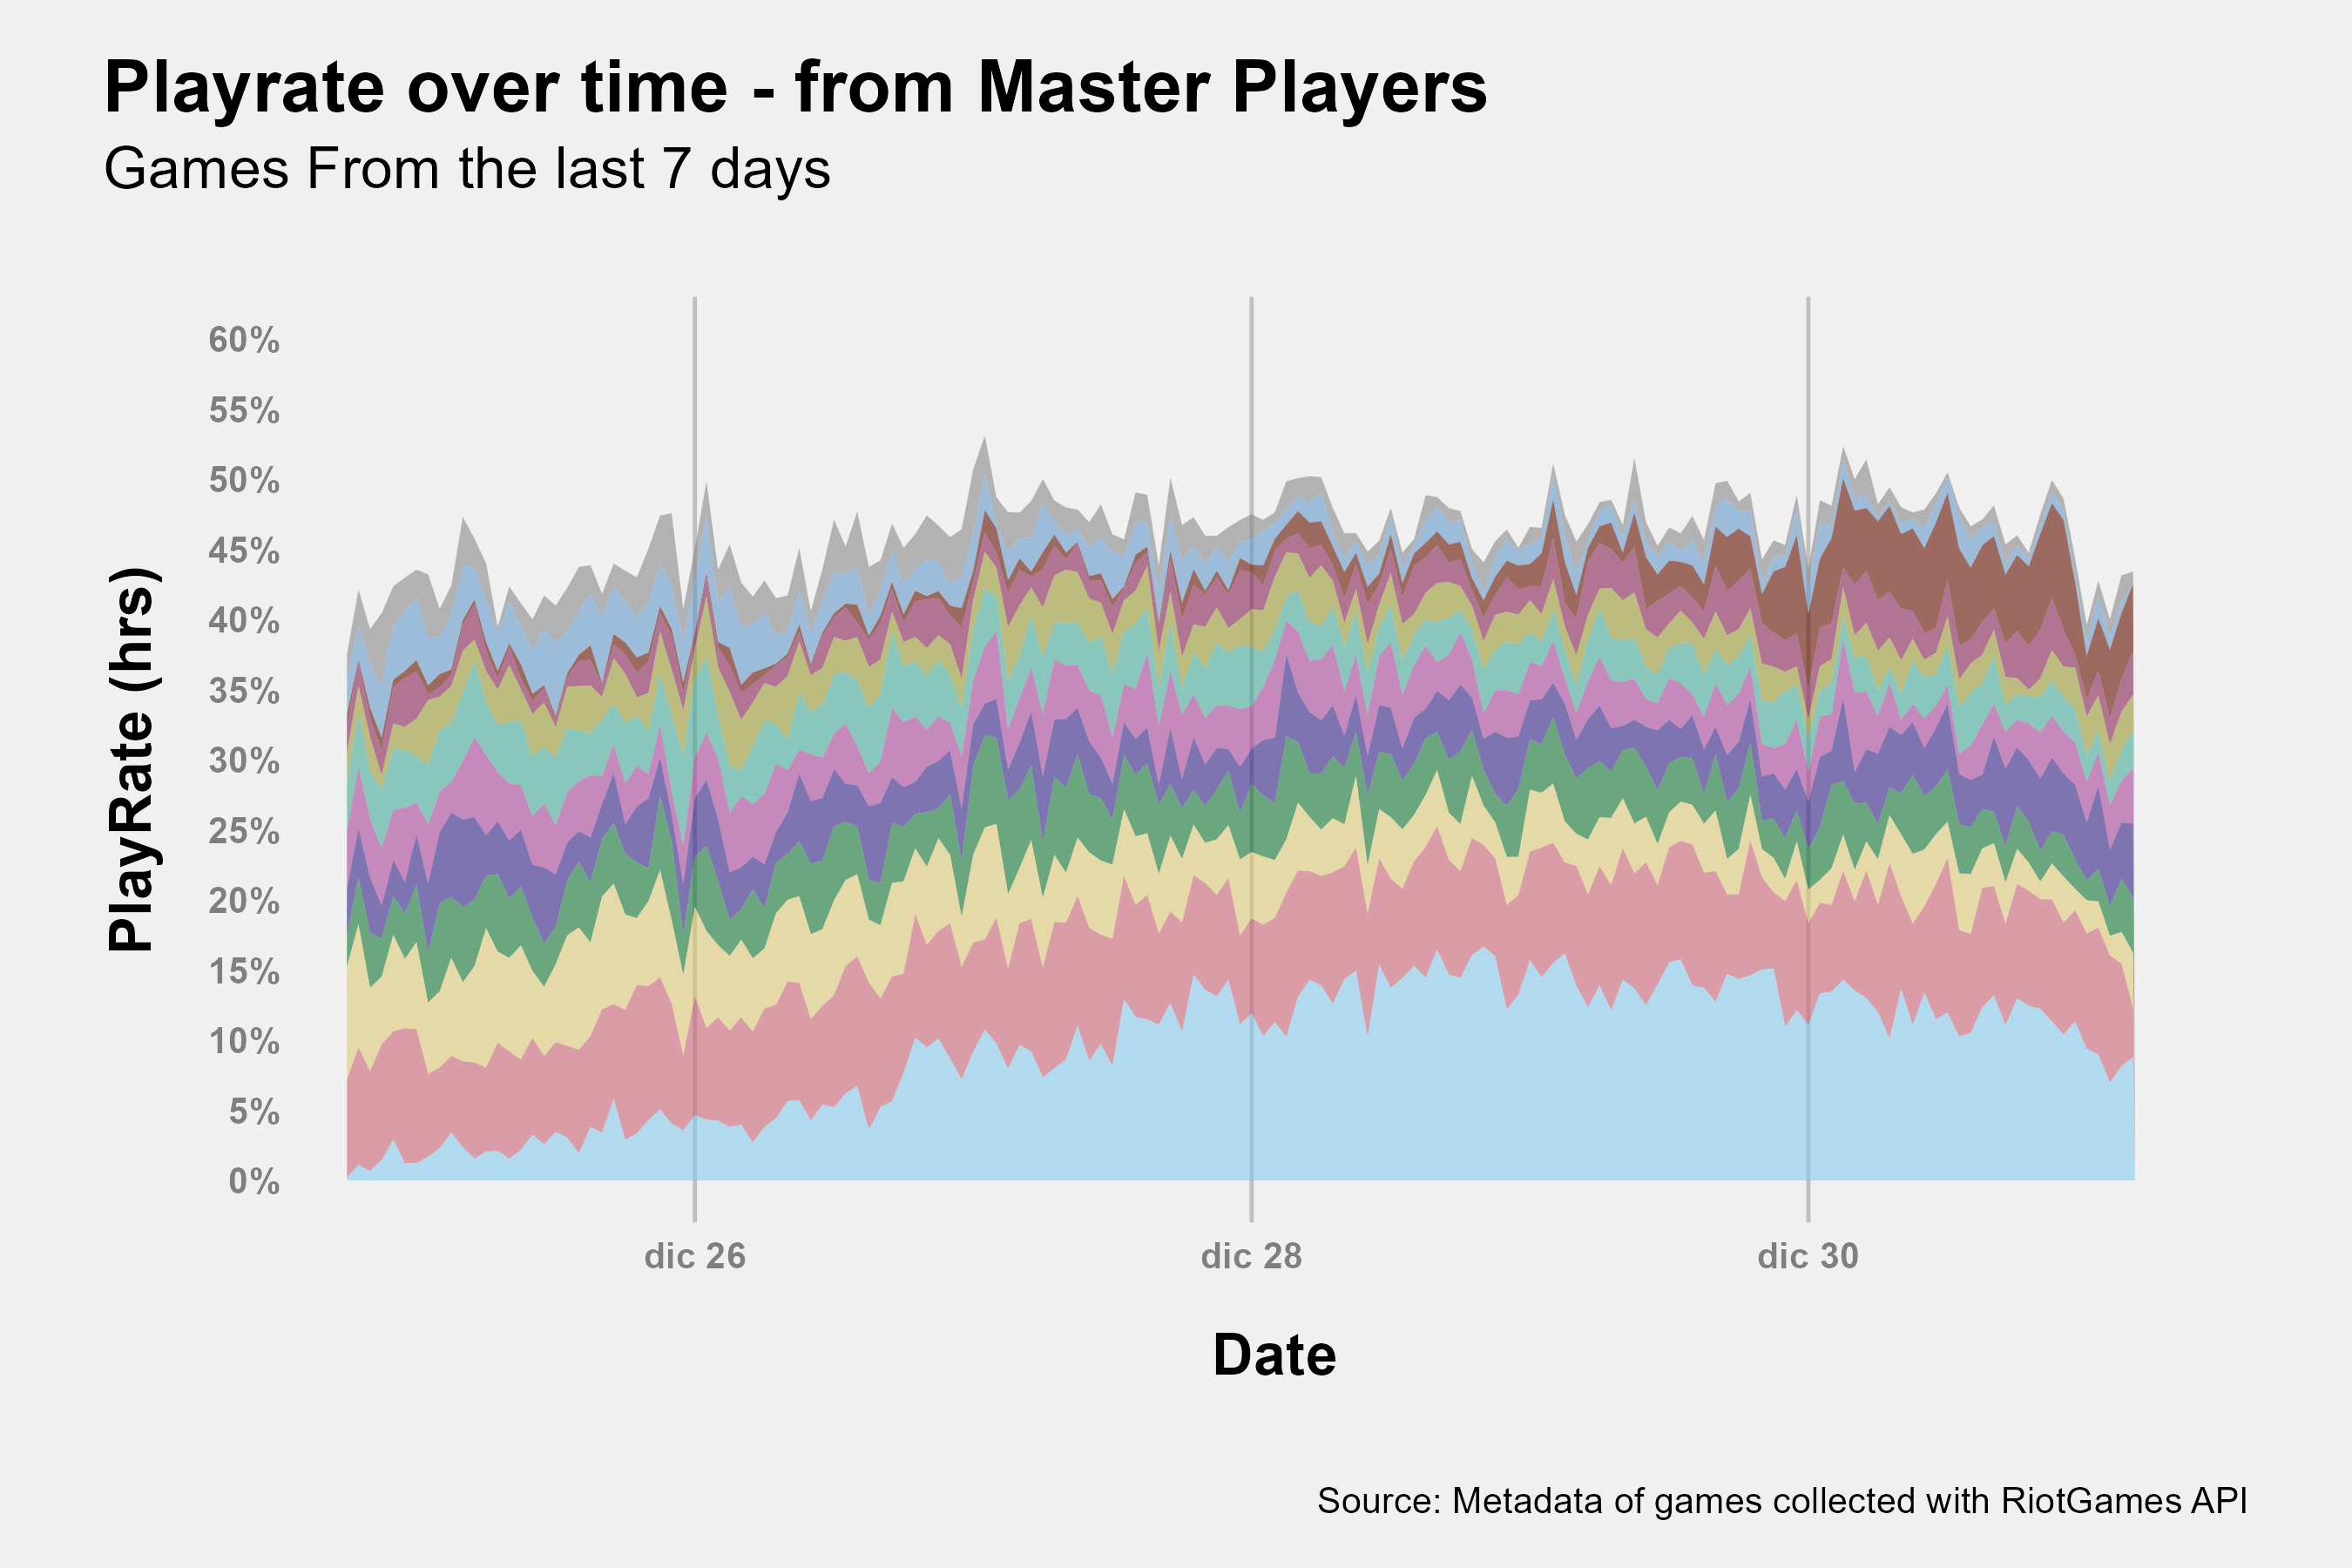 Playrate over time - from Master Players
Games From the last 7 days
60%
55%
50%
45%
40%
35%
30%
25%
20%
15%
10%
5%
0%
PlayRate (hrs)
dic 26
dic 28
dic 30
Date
Source: Metadata of games collected with RiotGames API